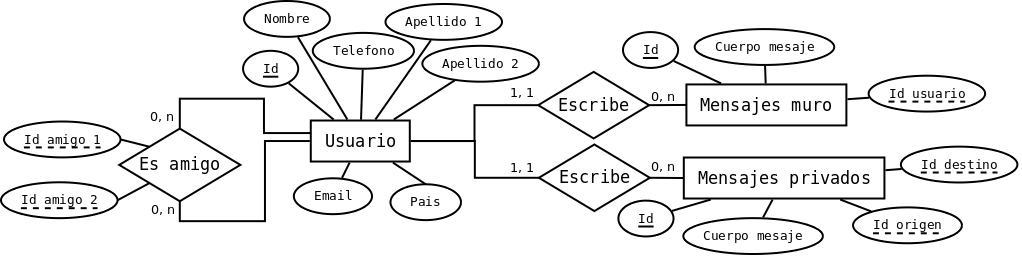 Nombre
Apellido 1
Telefono
Apellido 2
Id
Id
Cuerpo mesaje
Id usuario
1, 1
0, n
Escribe
Mensajes muro
0, n
Id amigo 1
Es amigo
Usuario
Id amigo 2
0, n
1, 1
0, n
Escribe
Mensajes privados
Id destino
Email
Pais
Id
Cuerpo mesaje
Id origen